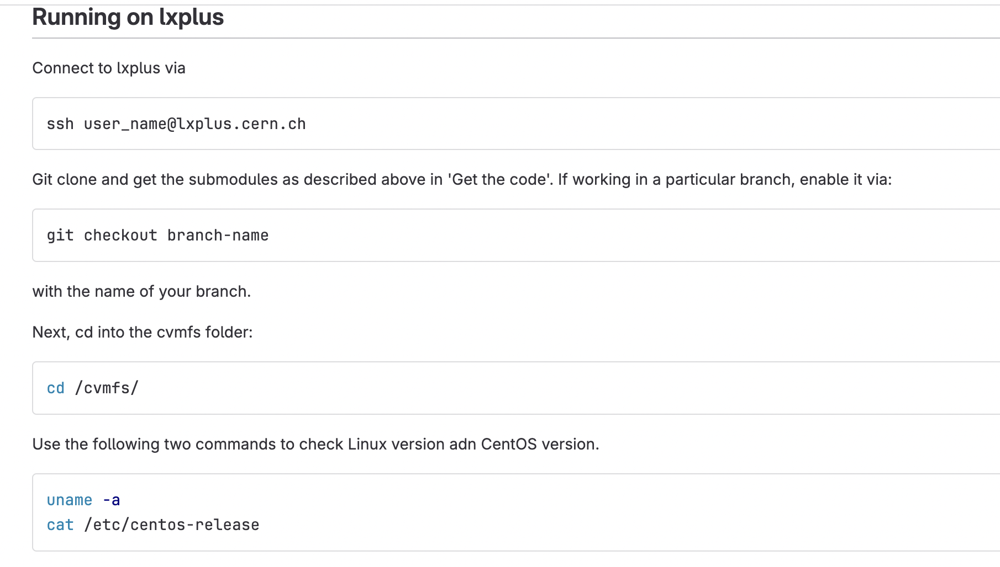 Running on lxplus
Connect to lxplus via
ssh user_name@lxplus.cern.ch
Git clone and get the submodules as described above in 'Get the code'. If working in a particular branch, enable it via:
git checkout branch-name
with the name of your branch.
Next, cd into the cvmfs folder:
cd /cvmfs/
Use the following two commands to check Linux version adn CentOS version.
uname -a
cat /etc/centos-release